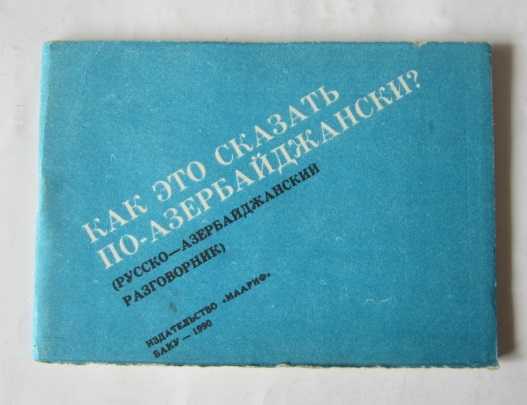 КАК ЭТО СКАЗАТЬ
ПО-АЗЕРБАЙДЖАНСКИ?
(РУССКО—АЗЕРБАЙДЖАНСКИЙ
РАЗГОВОРНИК)
ИЗДАТЕЛЬСТВО «МААРИФ»
БАКУ — 1990